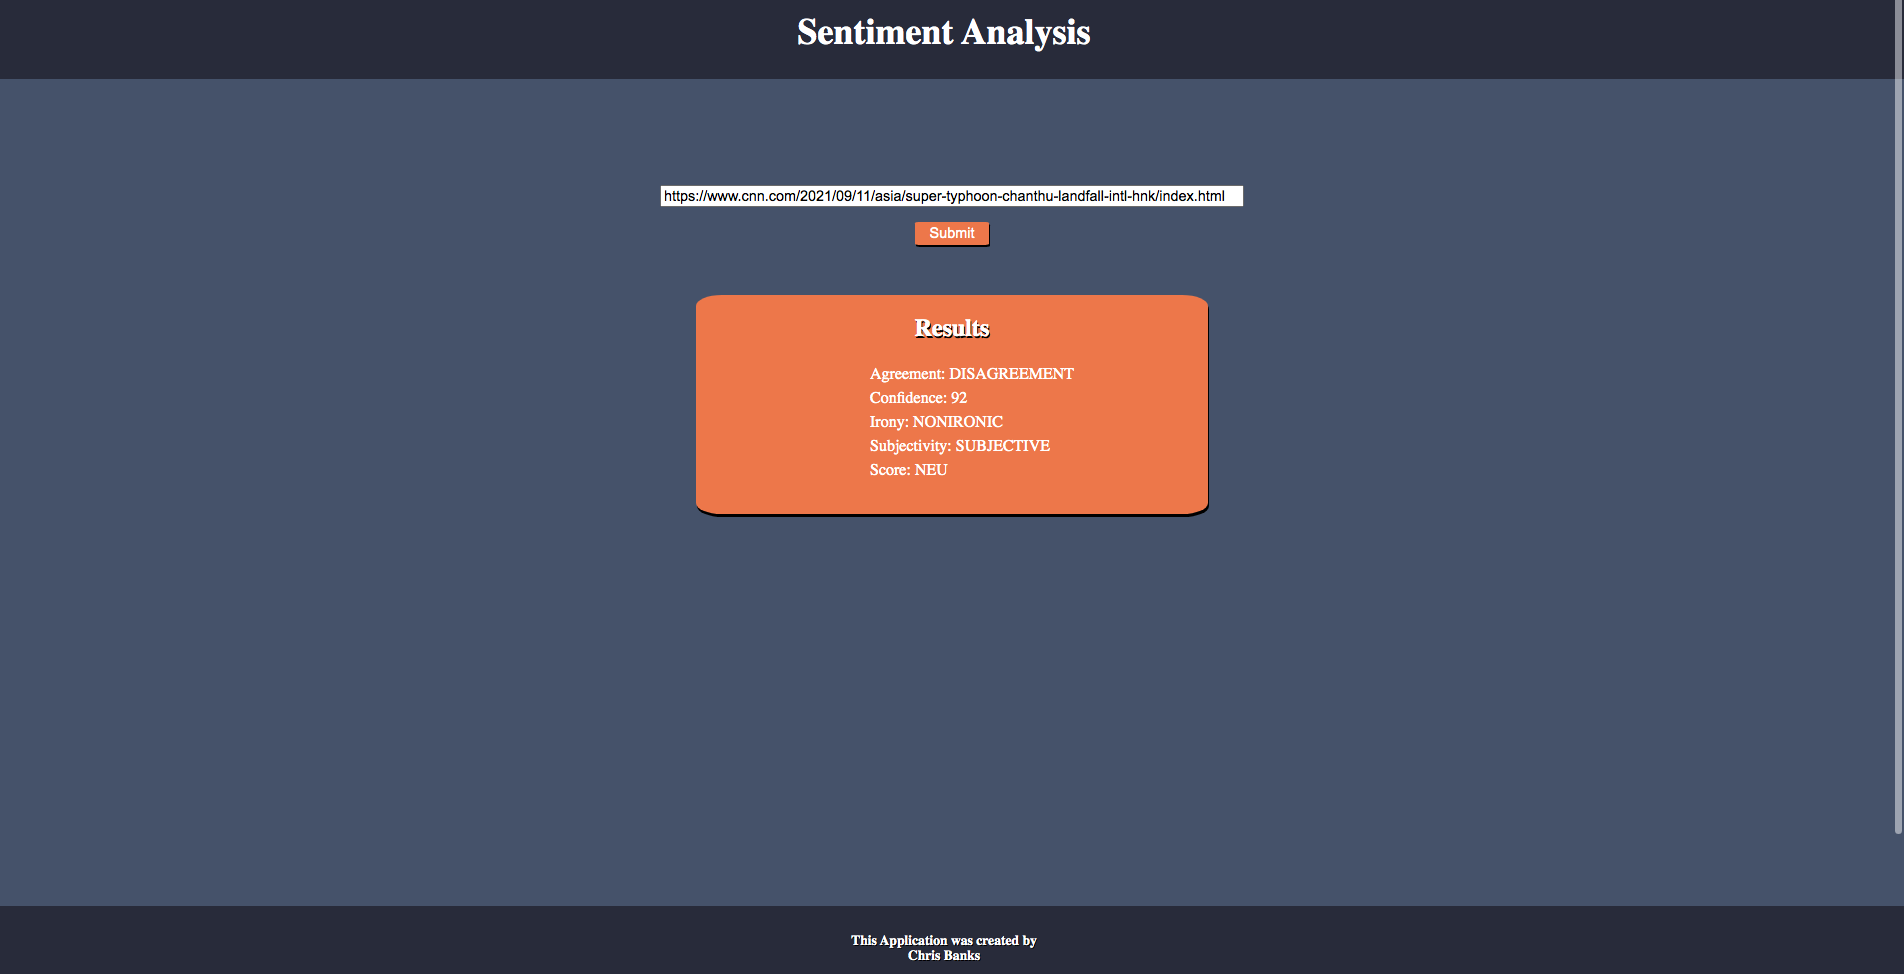 Sentiment Analysis
https://www.cnn.com/2021/09/11/asia/super-typhoon-chanthu-landfall-intl-hnk/index.html
Submit
Results
Agreement: DISAGREEMENT
Confidence: 92
Irony: NONIRONIC
Subjectivity: SUBJECTIVE
Score: NEU
This Application was created by
Chris Banks